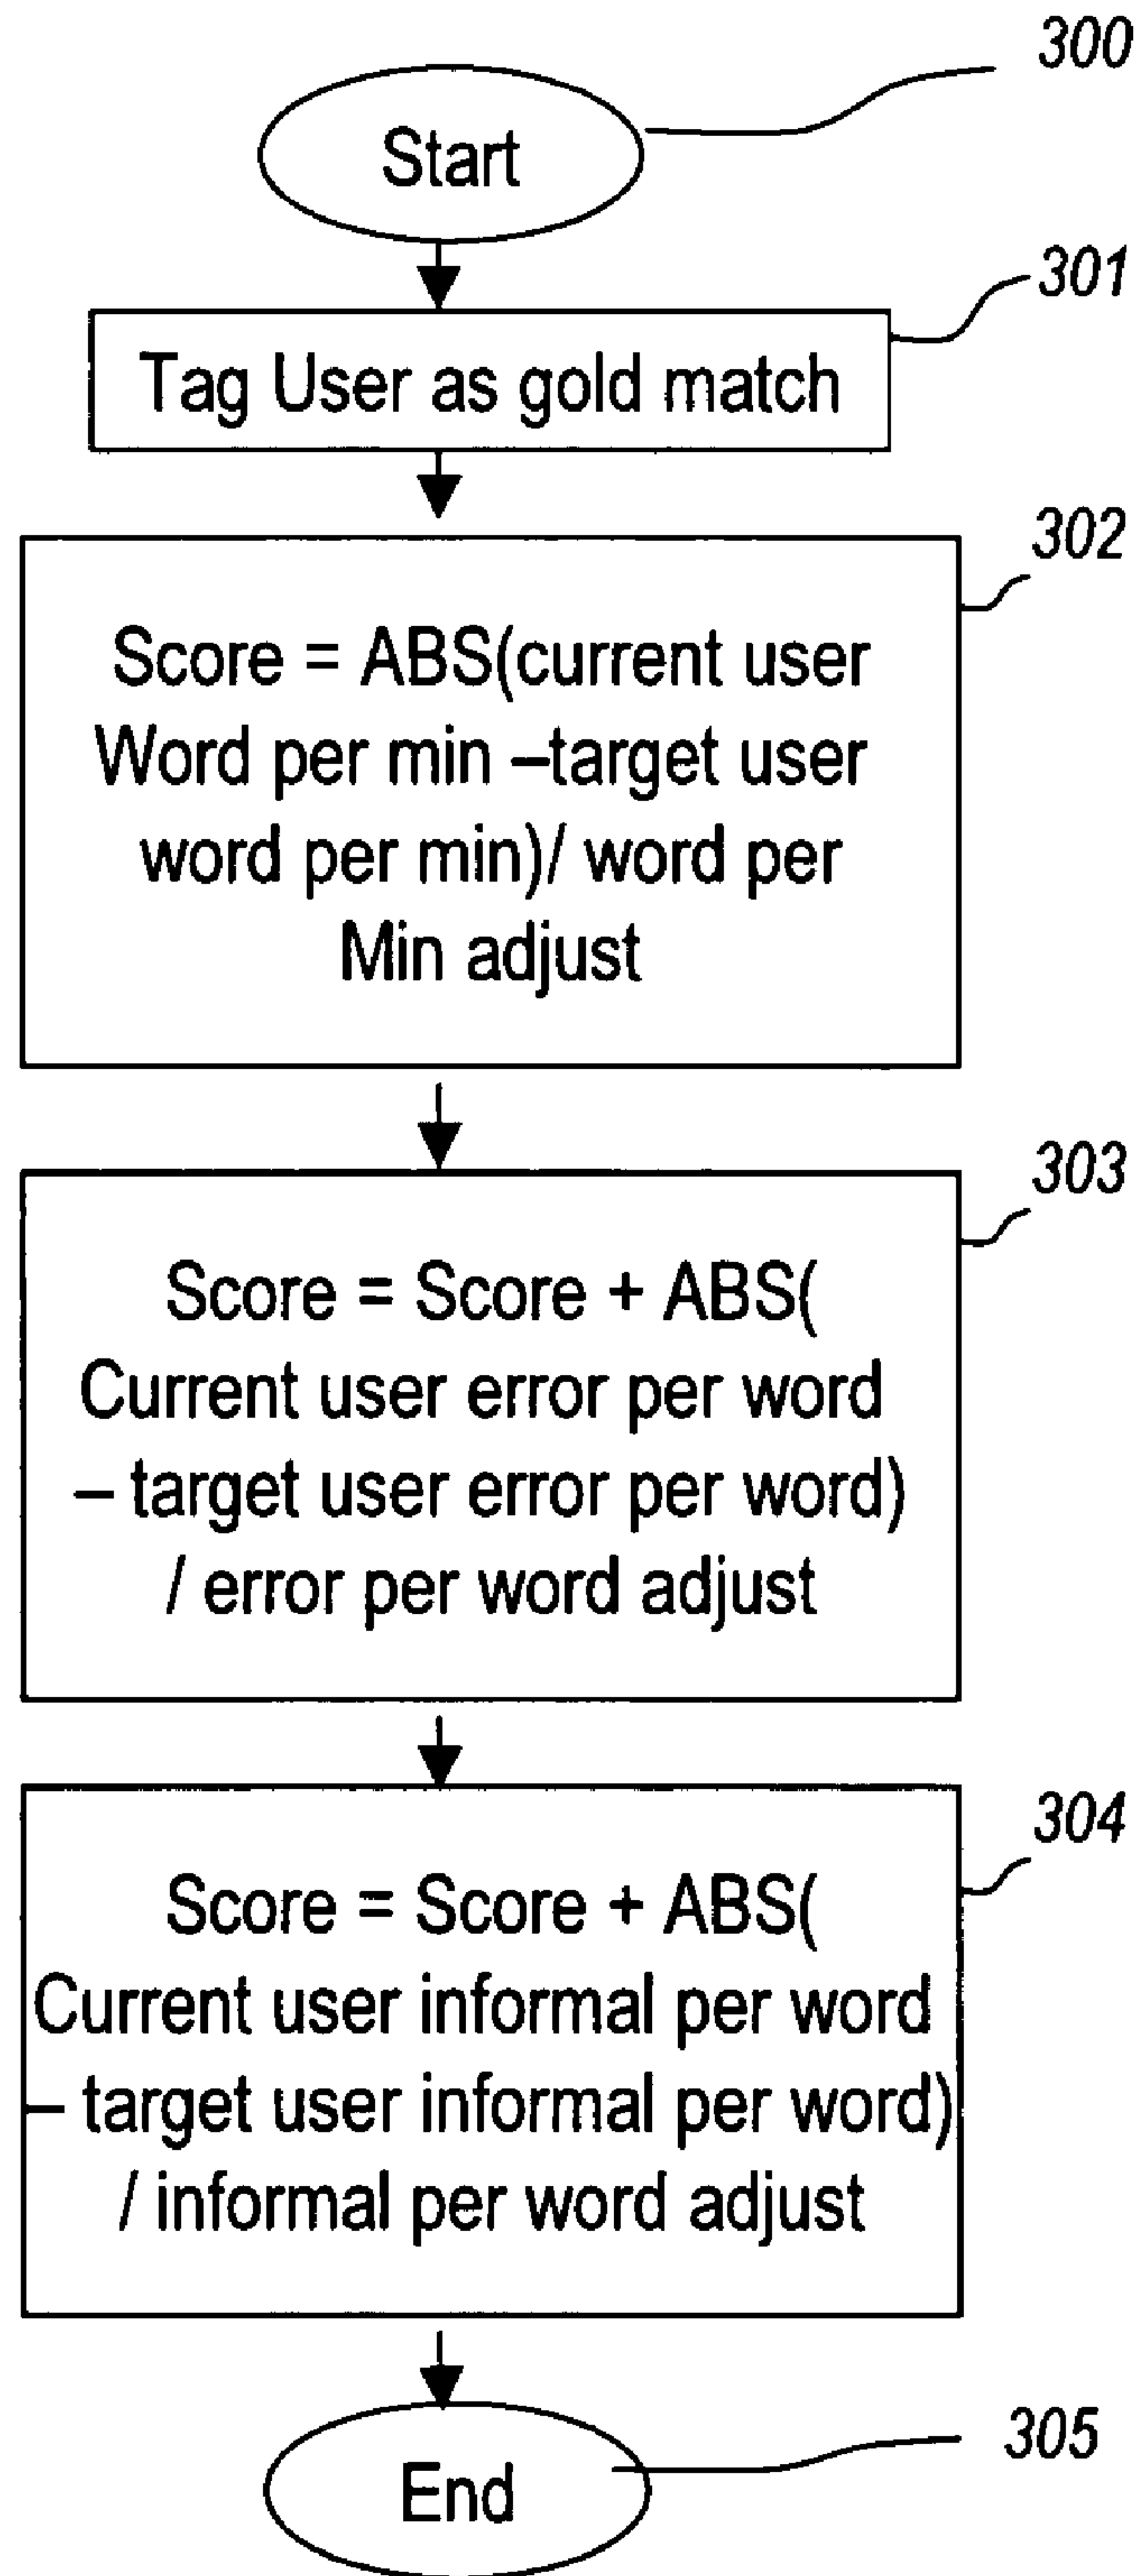 300
Start
301
Tag User as gold match
302
Score = ABS(current user
Word per min –target user
word per min)/ word per
Min adjust
303
Score = Score + ABS(
Current user error per word
– target user error per word)
/ error per word adjust
304
Score = Score + ABS(
Current user informal per word
– target user informal per word)
/ informal per word adjust
305
End